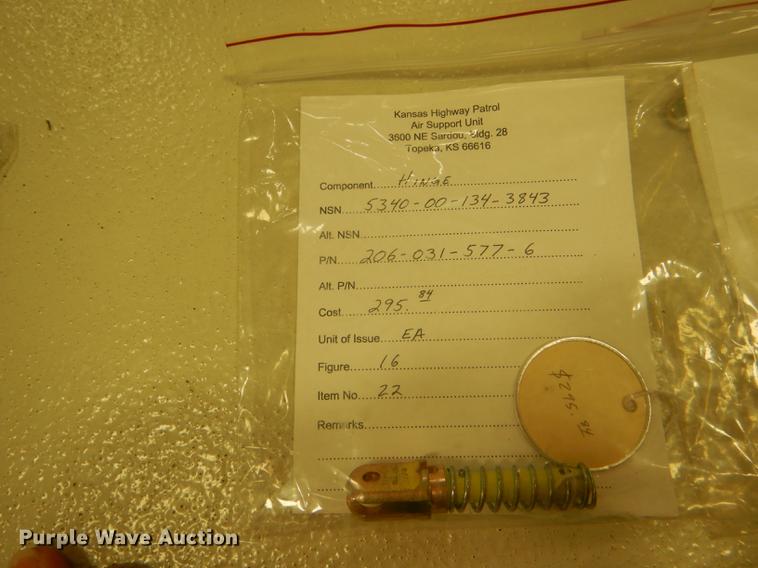 Kansas Highway Patrol
Air Support Unit
3600 NE Sardou, Bldg. 28
Topeka, KS 66616
Component HINGE
NSN 5340-00-134-3843
Alt. NSN
P/N 206-031-577-6
Alt. P/N
Cost 295.84
Unit of Issue EA
Figure 16
Item No. 22
Remarks
$295.84
Purple Wave Auction